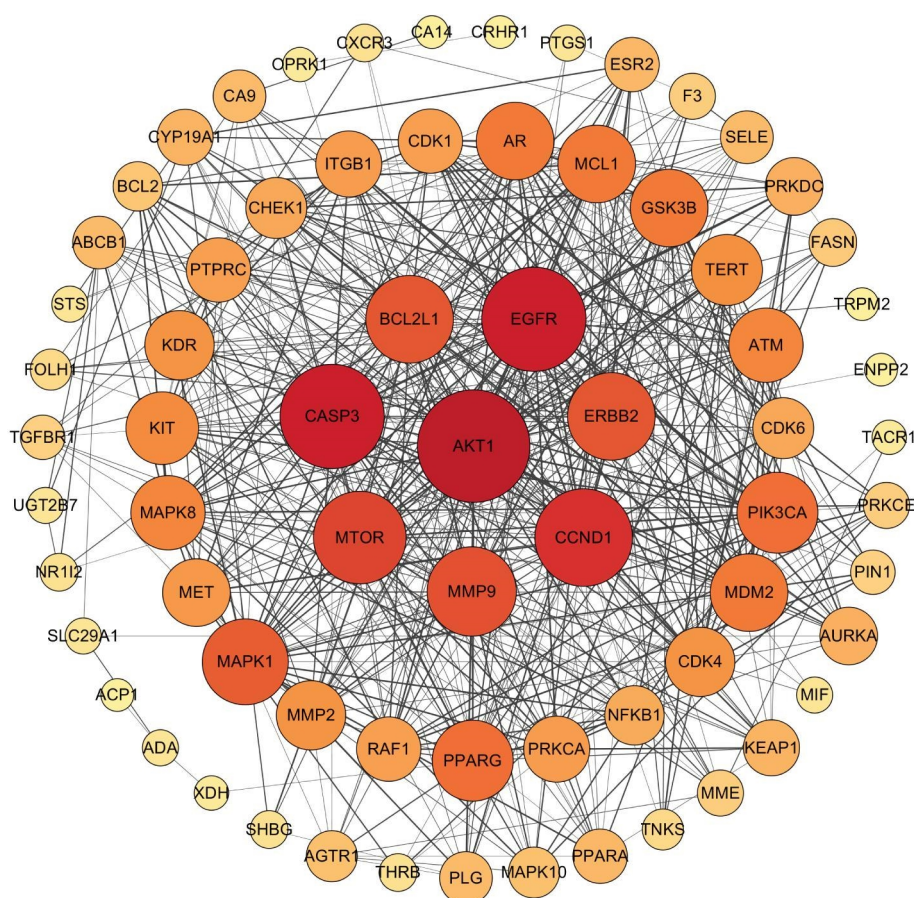 CA14
CRHR1
CXCR3
PTGS1
OPRK1
ESR2
CA9
F3
CYP19A1
CDK1
AR
SELE
ITGB1
MCL1
BCL2
PRKDC
CHEK1
GSK3B
ABCB1
FASN
PTPRC
TERT
STS
TRPM2
BCL2L1
EGFR
KDR
ATM
FOLH1
ENPP2
CASP3
ERBB2
TGFBR1
KIT
CDK6
TACR1
AKT1
UGT2B7
PRKCE
MAPK8
PIK3CA
MTOR
CCND1
NR1I2
PIN1
MET
MMP9
MDM2
SLC29A1
AURKA
MAPK1
CDK4
ACP1
MIF
MMP2
NFKB1
ADA
RAF1
PPARG
PRKCA
KEAP1
XDH
MME
SHBG
TNKS
AGTR1
THRB
PLG
MAPK10
PPARA